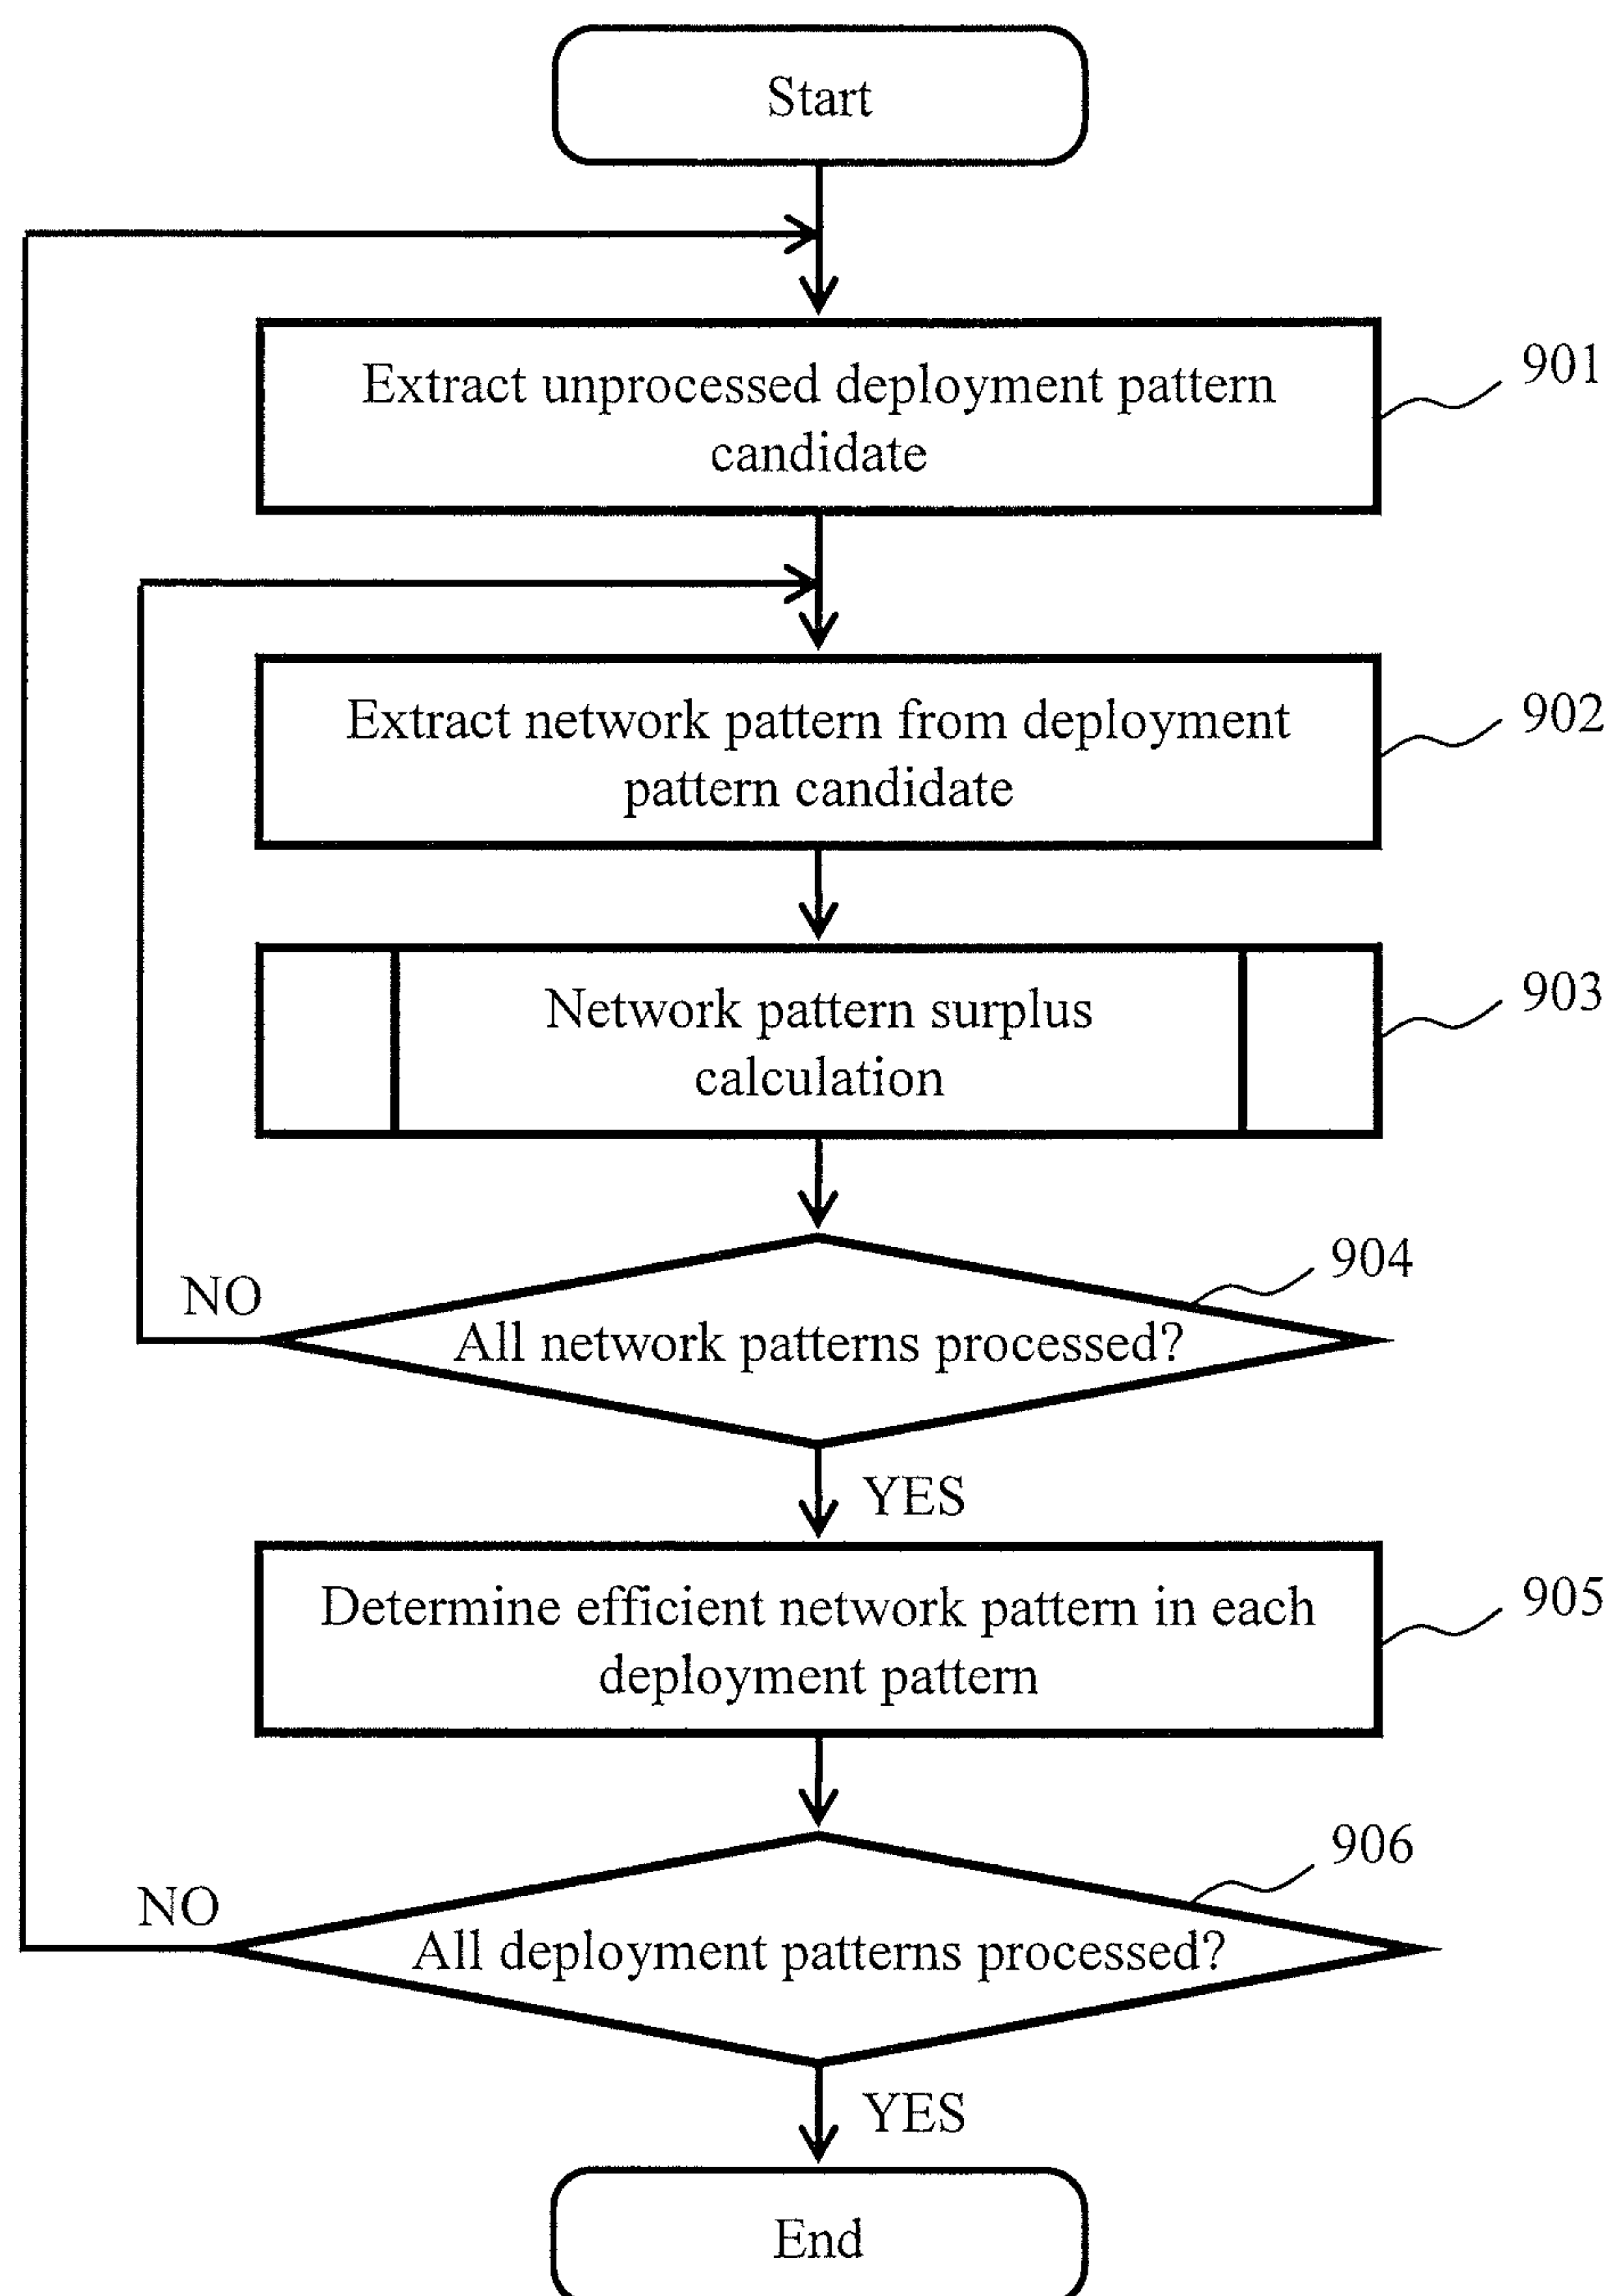 Start
Extract unprocessed deployment pattern
candidate
901
Extract network pattern from deployment
pattern candidate
902
Network pattern surplus
calculation
903
904
NO
All network patterns processed?
YES
Determine efficient network pattern in each
deployment pattern
905
906
NO
All deployment patterns processed?
YES
End